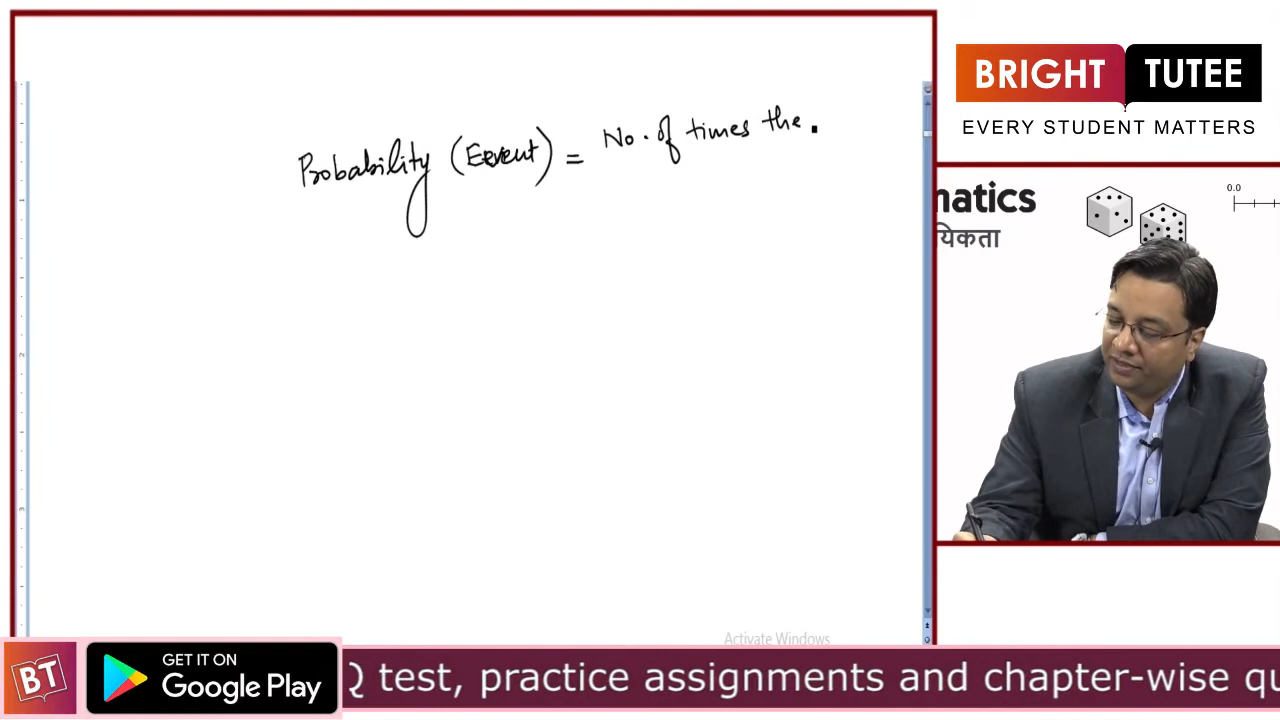 BRIGHT TUTEE
EVERY STUDENT MATTERS
Probability (Event) = No. of times the
matics
0.0
यिकता
Activate Windows
BT
GET IT ON
Google Play
Q test, practice assignments and chapter-wise qu